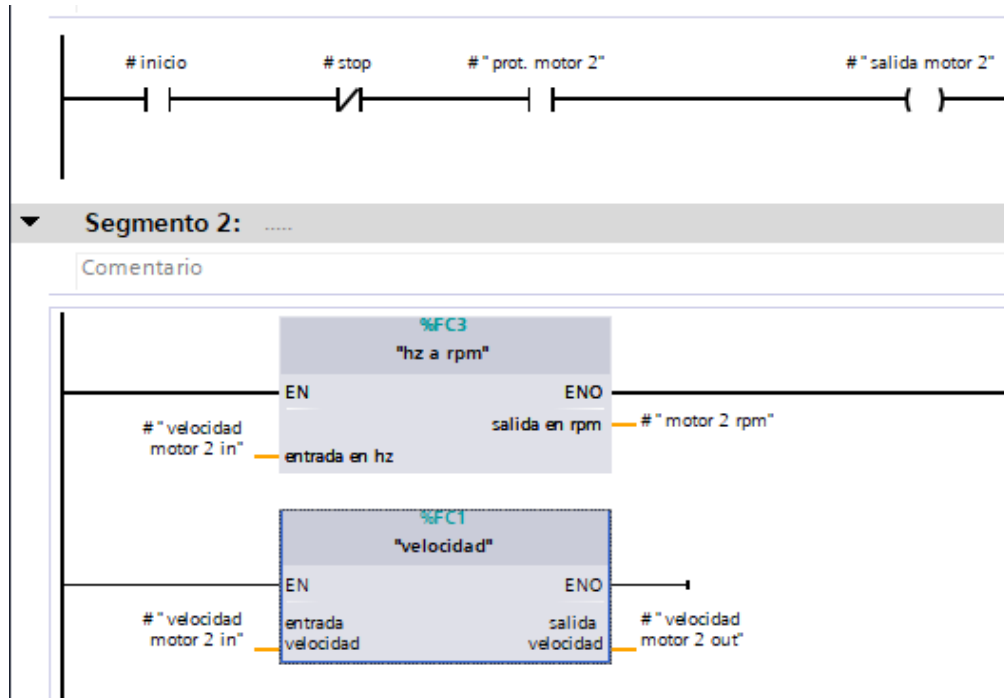 #inicio
#stop
#"prot. motor 2"
#"salida motor 2"
Segmento 2: .....
Comentario
%FC3
"hz a rpm"
EN
ENO
salida en rpm
#"motor 2 rpm"
#"velocidad
motor 2 in"
entrada en hz
%FC1
"velocidad"
EN
ENO
#"velocidad
motor 2 in"
entrada
velocidad
salida
velocidad
#"velocidad
motor 2 out"